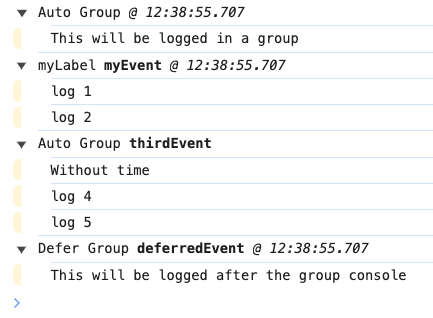 Auto Group @ 12:38:55.707
This will be logged in a group
myLabel myEvent @ 12:38:55.707
log 1
log 2
Auto Group thirdEvent
Without time
log 4
log 5
Defer Group deferredEvent @ 12:38:55.707
This will be logged after the group console